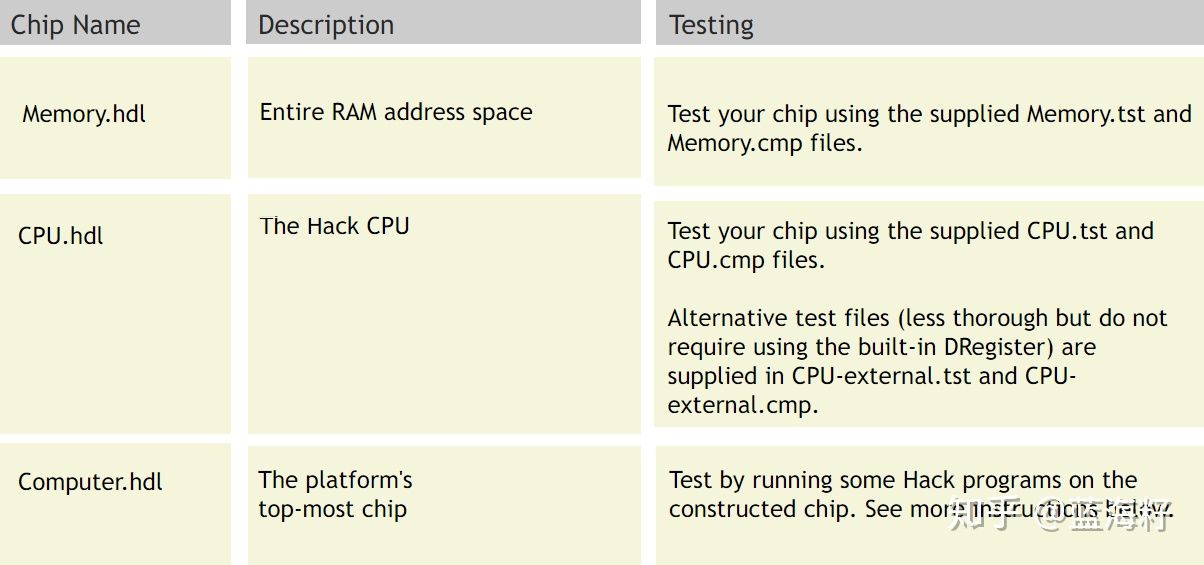 Chip Name
Description
Testing
Memory.hdl
Entire RAM address space
Test your chip using the supplied Memory.tst and
Memory.cmp files.
CPU.hdl
The Hack CPU
Test your chip using the supplied CPU.tst and
CPU.cmp files.
Alternative test files (less thorough but do not
require using the built-in DRegister) are
supplied in CPU-external.tst and CPU-
external.cmp.
Computer.hdl
The platform's
top-most chip
Test by running some Hack programs on the
constructed chip. See more instructions below.
知乎 @蓝海籽